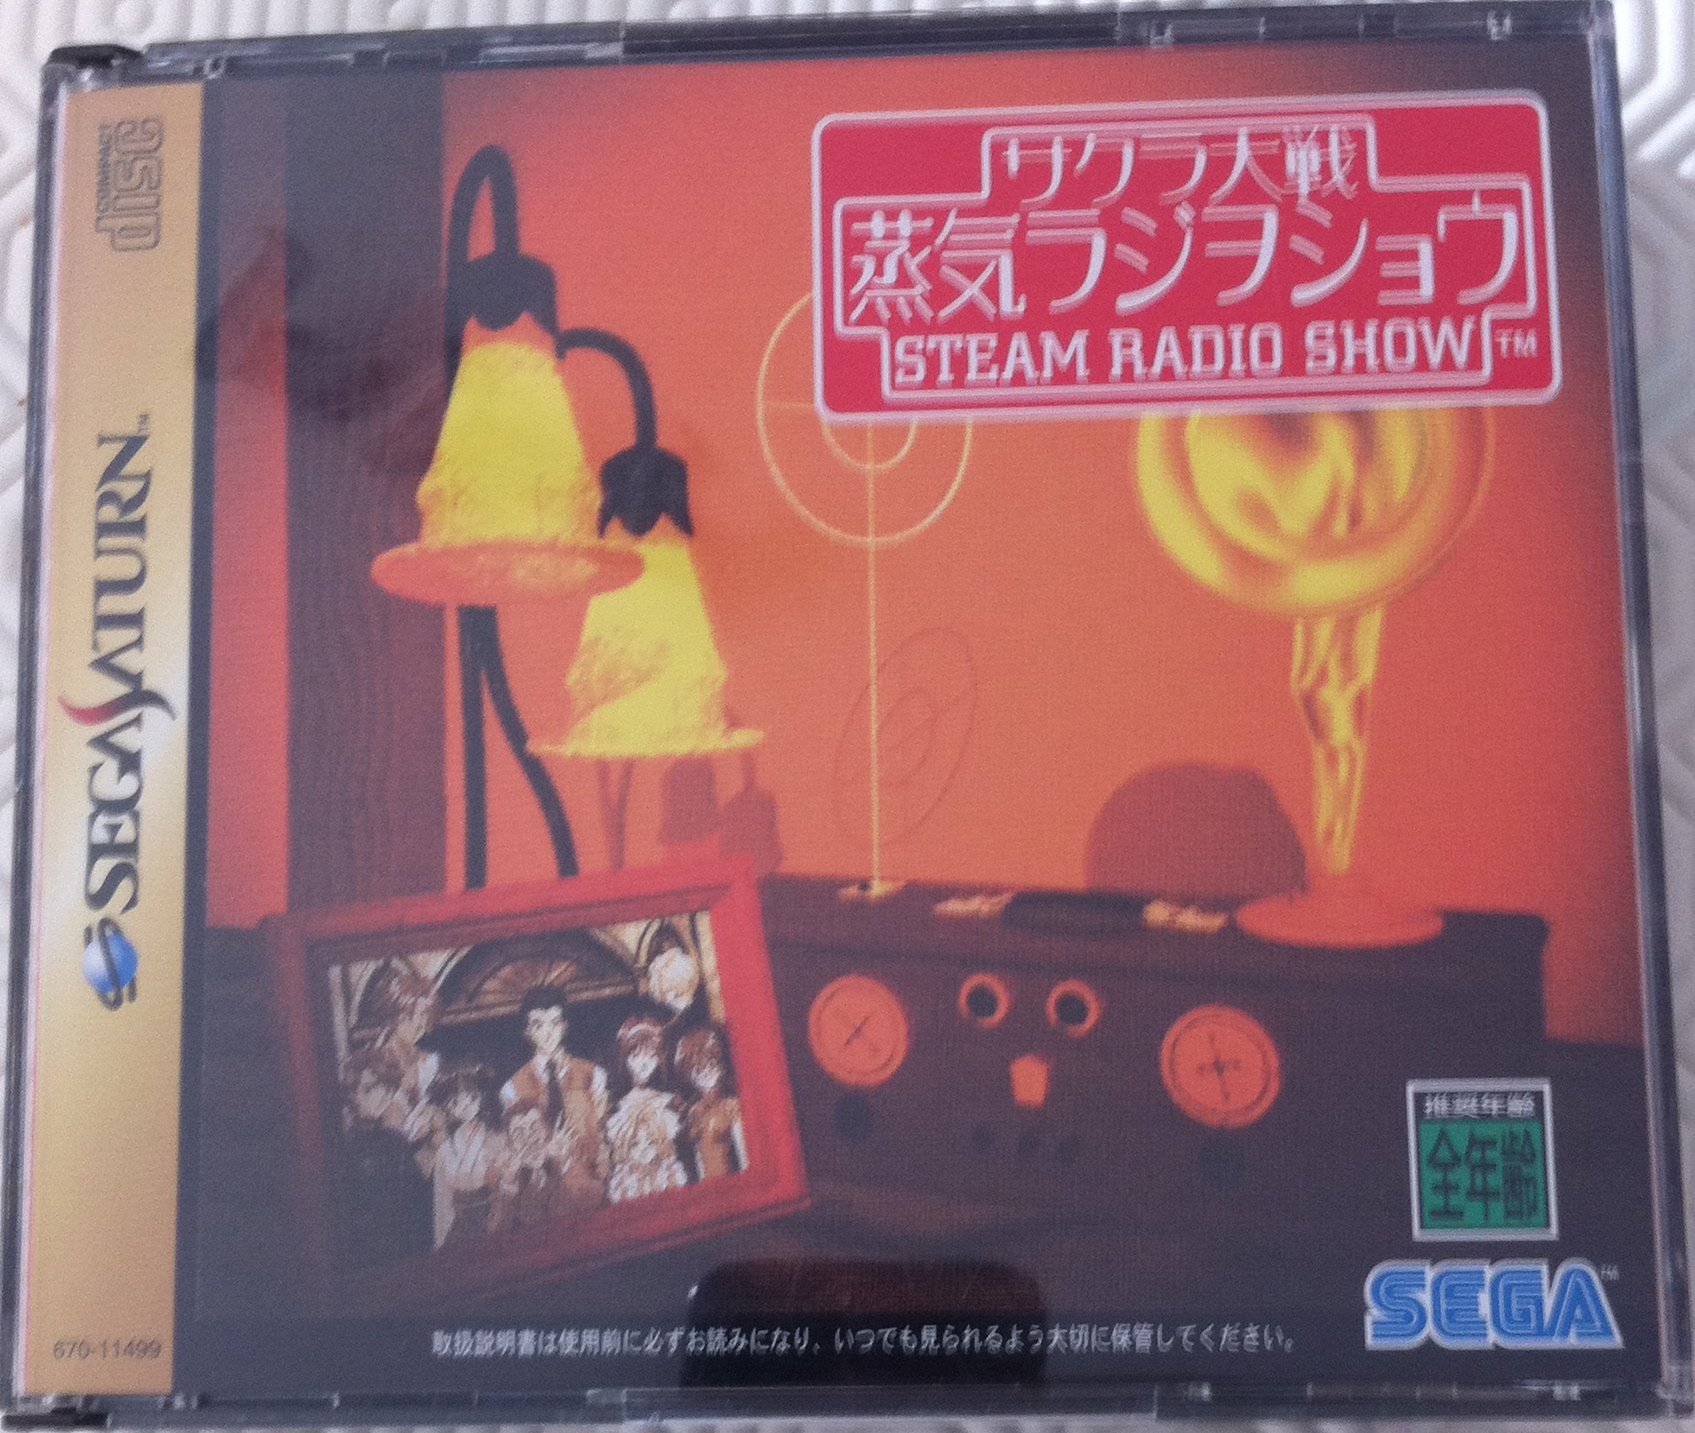 COMPACT
disc
SEGA SATURN™
670-11499
サクラ大戦
蒸気ラジヲショウ
STEAM RADIO SHOW™
推奨年齢
全年齢
SEGA™
取扱説明書は使用前に必ずお読みになり、いつでも見られるよう大切に保管してください。